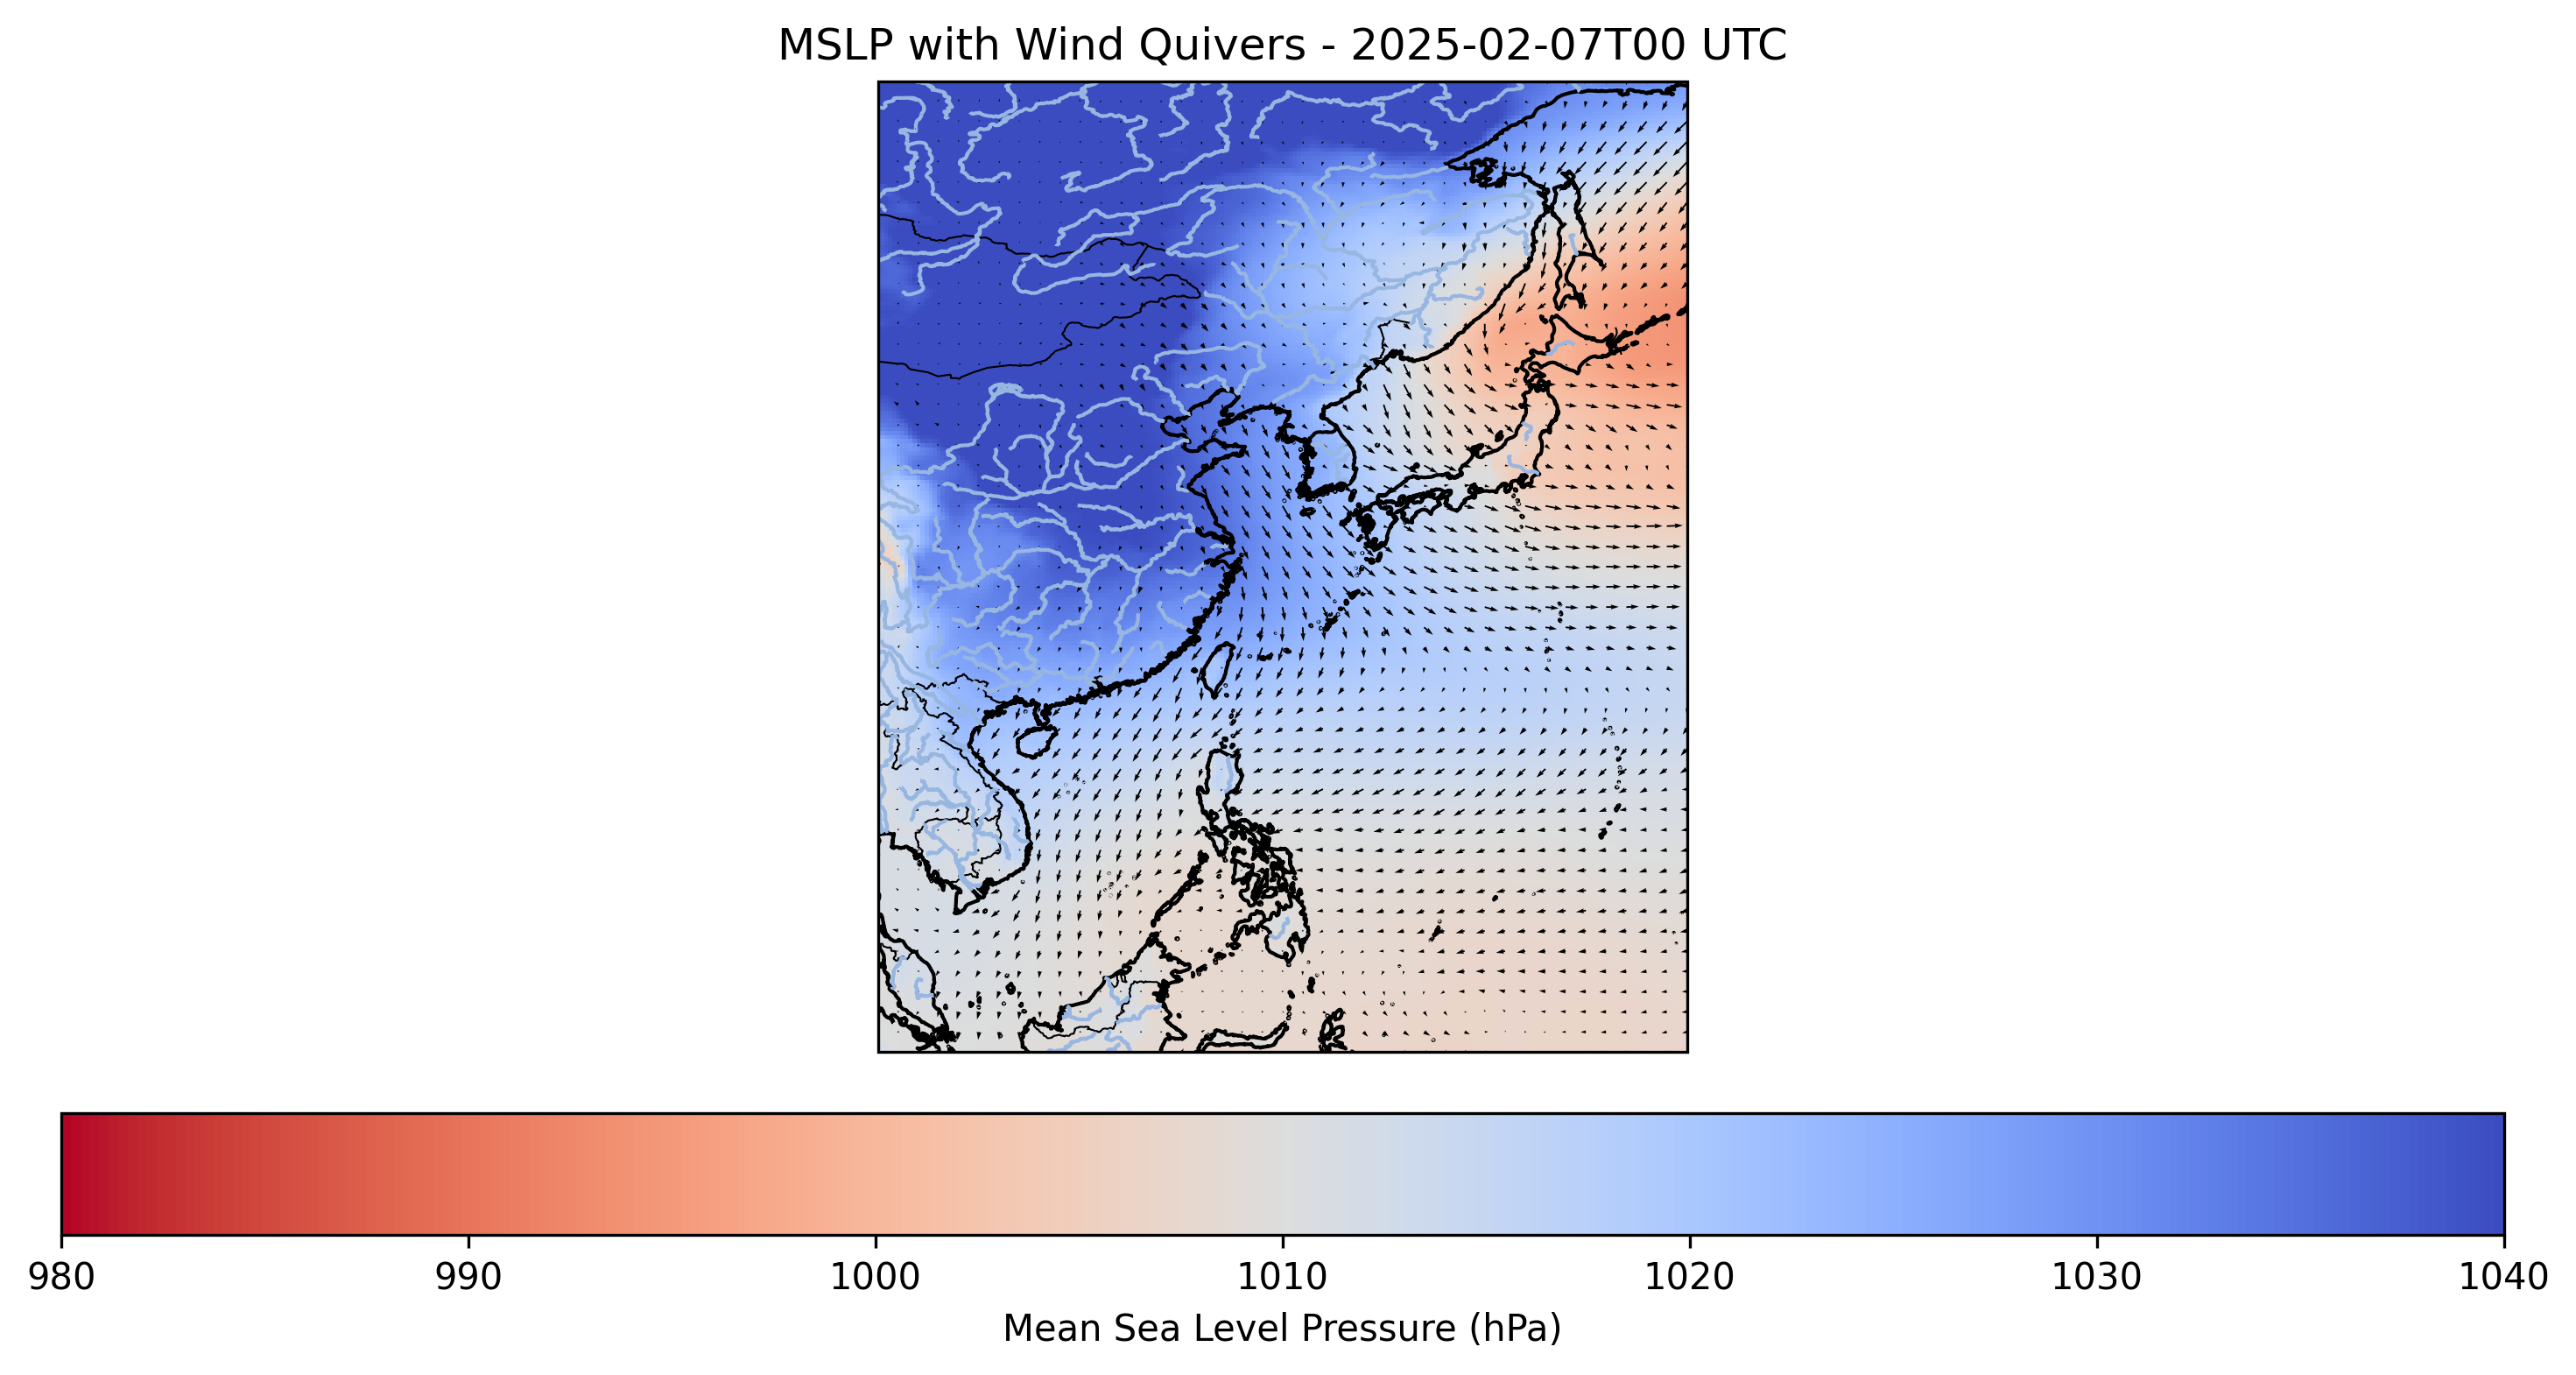 MSLP with Wind Quivers - 2025-02-07T00 UTC
980 990 1000 1010 1020 1030 1040
Mean Sea Level Pressure (hPa)